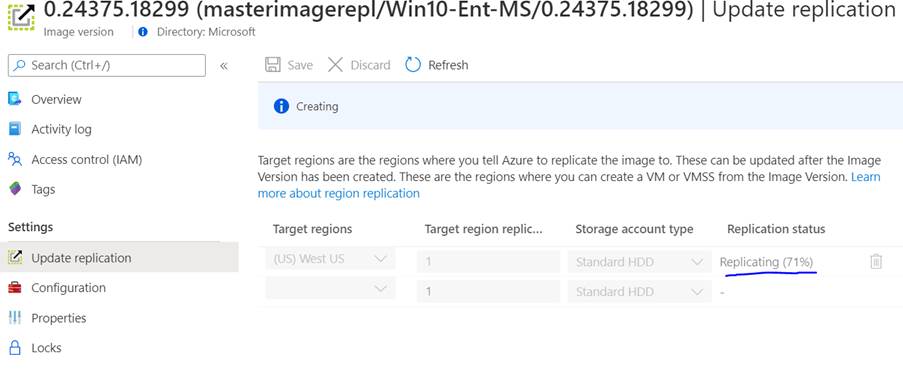 0.24375.18299 (masterimagerepl/Win10-Ent-MS/0.24375.18299) | Update replication
Image version | Directory: Microsoft
Search (Ctrl+/) «
Save Discard Refresh
Overview
Activity log
Access control (IAM)
Tags
Settings
Update replication
Configuration
Properties
Locks
Creating
Target regions are the regions where you tell Azure to replicate the image to. These can be updated after the Image
Version has been created. These are the regions where you can create a VM or VMSS from the Image Version. Learn
more about region replication
Target regions Target region replic... Storage account type Replication status
(US) West US 1 Standard HDD Replicating (71%)
1 Standard HDD -